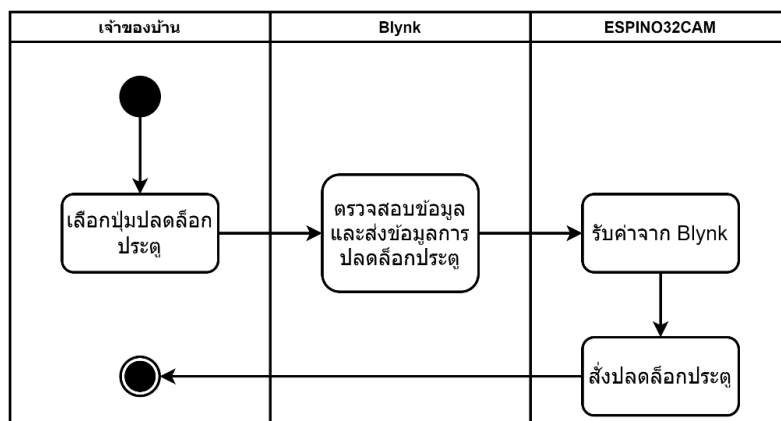 เจ้าของบ้าน
Blynk
ESPINO32CAM
เลือกปุ่มปลดล็อก
ประตู
ตรวจสอบข้อมูล
และส่งข้อมูลการ
ปลดล็อกประตู
รับค่าจาก Blynk
สั่งปลดล็อกประตู